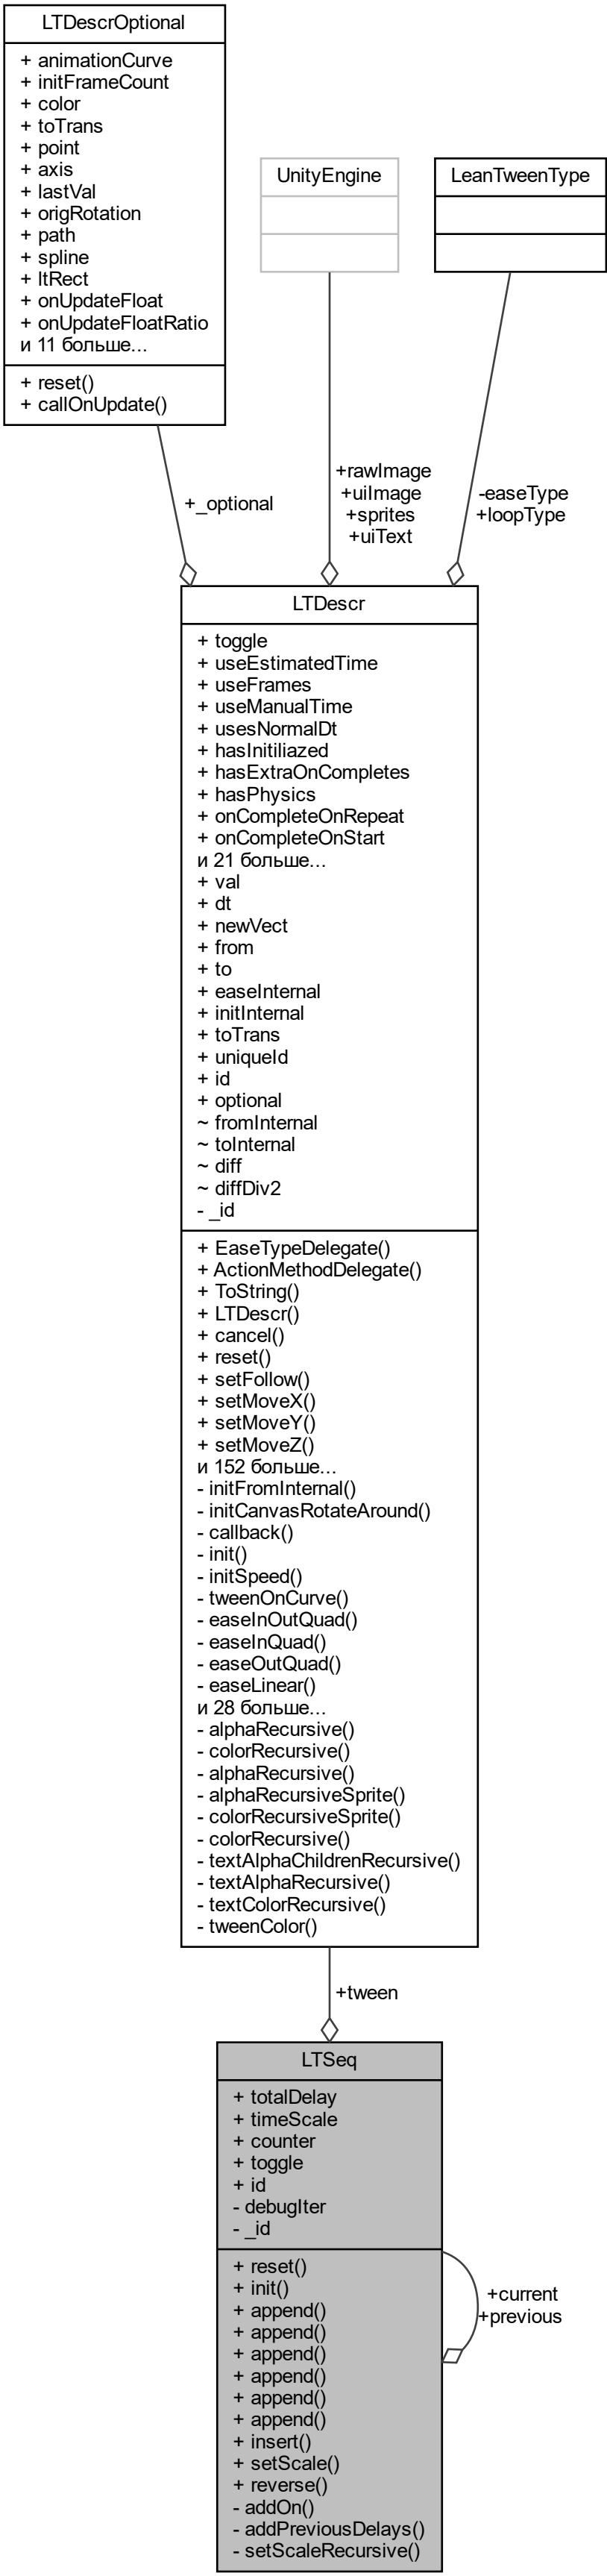 LTDescrOptional
+ animationCurve
+ initFrameCount
+ color
+ toTrans
+ point
+ axis
+ lastVal
+ origRotation
+ path
+ spline
+ ltRect
+ onUpdateFloat
+ onUpdateFloatRatio
и 11 больше...
+ reset()
+ callOnUpdate()
UnityEngine
LeanTweenType
+_optional
+rawImage
+uiImage
+sprites
+uiText
-easeType
+loopType
LTDescr
+ toggle
+ useEstimatedTime
+ useFrames
+ useManualTime
+ usesNormalDt
+ hasInitiliazed
+ hasExtraOnCompletes
+ hasPhysics
+ onCompleteOnRepeat
+ onCompleteOnStart
и 21 больше...
+ val
+ dt
+ newVect
+ from
+ to
+ easeInternal
+ initInternal
+ toTrans
+ uniqueId
+ id
+ optional
~ fromInternal
~ toInternal
~ diff
~ diffDiv2
- _id
+ EaseTypeDelegate()
+ ActionMethodDelegate()
+ ToString()
+ LTDescr()
+ cancel()
+ reset()
+ setFollow()
+ setMoveX()
+ setMoveY()
+ setMoveZ()
и 152 больше...
- initFromInternal()
- initCanvasRotateAround()
- callback()
- init()
- initSpeed()
- tweenOnCurve()
- easeInOutQuad()
- easeInQuad()
- easeOutQuad()
- easeLinear()
и 28 больше...
- alphaRecursive()
- colorRecursive()
- alphaRecursive()
- alphaRecursiveSprite()
- colorRecursiveSprite()
- colorRecursive()
- textAlphaChildrenRecursive()
- textAlphaRecursive()
- textColorRecursive()
- tweenColor()
+tween
LTSeq
+ totalDelay
+ timeScale
+ counter
+ toggle
+ id
- debugIter
- _id
+ reset()
+ init()
+ append()
+ append()
+ append()
+ append()
+ append()
+ append()
+ insert()
+ setScale()
+ reverse()
- addOn()
- addPreviousDelays()
- setScaleRecursive()
+current
+previous